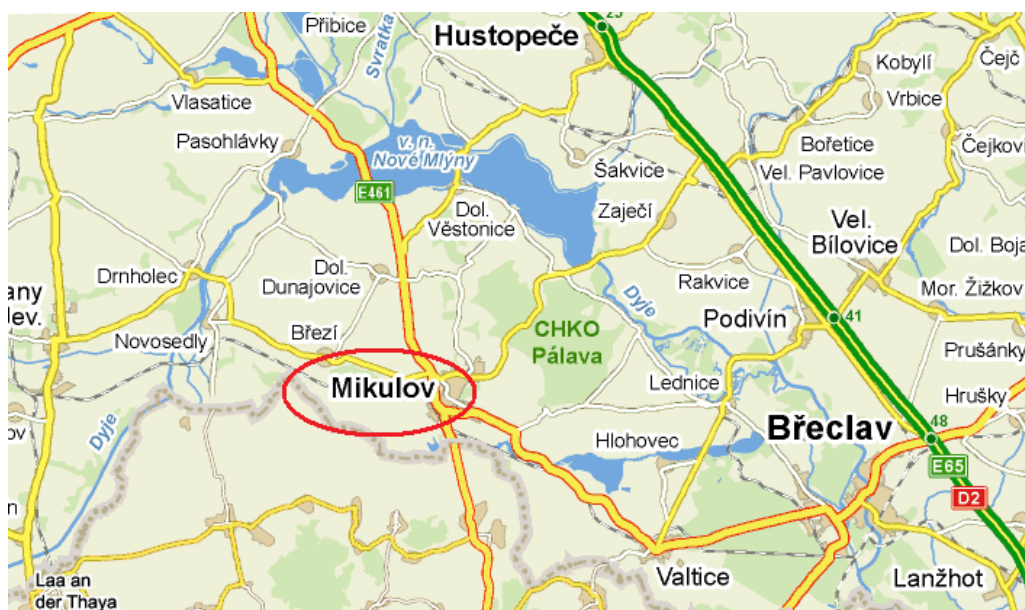 25
Přibice
Hustopeče
Svratka
Kobylí
Čejč
Vlasatice
Vrbice
Pasohlávky
v. n.
Nové Mlýny
Bořetice
Čejkovi
Šakvice
Vel. Pavlovice
E461
Dol.
Věstonice
Zaječí
Vel.
Bílovice
Dol. Boja
Drnholec
Dol.
Dunajovice
Rakvice
Mor. Žižkov
any
lev.
Dyje
Podivín
41
Novosedly
Březí
CHKO
Pálava
Prušánky
Mikulov
Lednice
Hrušky
ov
Dyje
Hlohovec
Břeclav
48
E65
D2
n
Laa an
der Thaya
Valtice
Lanžhot